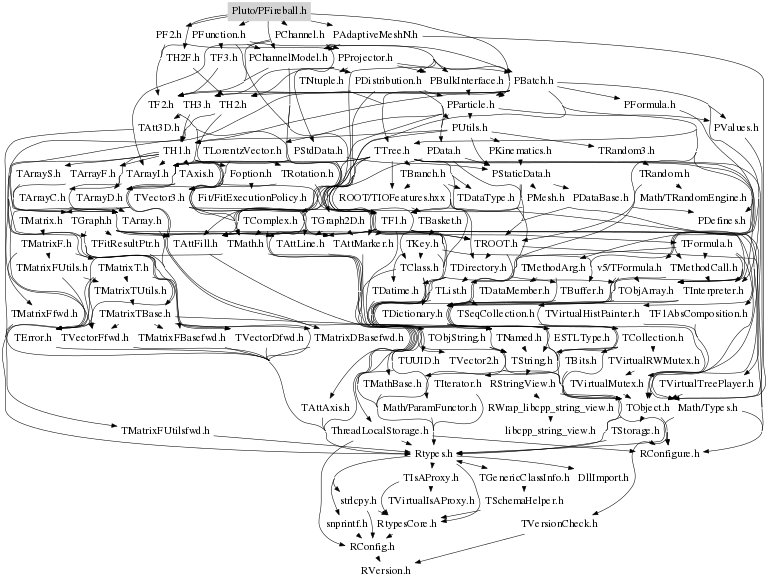 Pluto/PFireball.h
PF2.h PFunction.h PChannel.h PAdaptiveMeshN.h
TH2F.h TF3.h PChannelModel.h PProjector.h
TNtuple.h PDistribution.h PBulkInterface.h PBatch.h
TF2.h TH3.h TH2.h PParticle.h PFormula.h
TAtt3D.h PUtils.h PValues.h
TH1.h TLorentzVector.h PStdData.h TTree.h PData.h PKinematics.h TRandom3.h
TArrayS.h TArrayF.h TArrayI.h TAxis.h Foption.h TRotation.h TBranch.h PStaticData.h TRandom.h
TArrayC.h TArrayD.h TVector3.h Fit/FitExecutionPolicy.h ROOT/TIOFeatures.hxx TDataType.h PMesh.h PDataBase.h Math/TRandomEngine.h
TMatrix.h TGraph.h TArray.h TComplex.h TGraph2D.h TF1.h TBasket.h PDefines.h
TMatrixF.h TFitResultPtr.h TAttFill.h TMath.h TAttLine.h TAttMarker.h TKey.h TROOT.h TFormula.h
TMatrixFUtils.h TMatrixT.h TClass.h TDirectory.h TMethodArg.h v5/TFormula.h TMethodCall.h
TMatrixTUtils.h TDatime.h TList.h TDataMember.h TBuffer.h TObjArray.h TInterpreter.h
TMatrixFfwd.h TMatrixTBase.h TDictionary.h TSeqCollection.h TVirtualHistPainter.h TF1AbsComposition.h
TError.h TVectorFfwd.h TMatrixFBasefwd.h TVectorDfwd.h TMatrixDBasefwd.h TObjString.h TNamed.h ESTLType.h TCollection.h
TUUID.h TVector2.h TString.h TBits.h TVirtualRWMutex.h
TMathBase.h TIterator.h RStringView.h TVirtualMutex.h TVirtualTreePlayer.h
TAttAxis.h Math/ParamFunctor.h RWrap_libcpp_string_view.h TObject.h Math/Types.h
TMatrixFUtilsfwd.h ThreadLocalStorage.h libcpp_string_view.h TStorage.h
Rtypes.h RConfigure.h
TIsAProxy.h TGenericClassInfo.h DllImport.h
strlcpy.h TVirtualIsAProxy.h TSchemaHelper.h
snprintf.h RtypesCore.h TVersionCheck.h
RConfig.h
RVersion.h